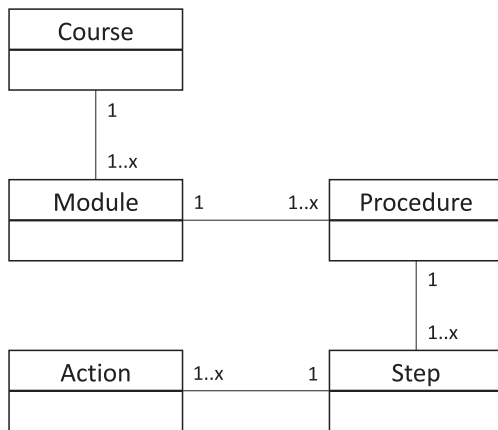 Course
1
1..x
Module
1
1..x
Procedure
1
1..x
Action
1..x
1
Step